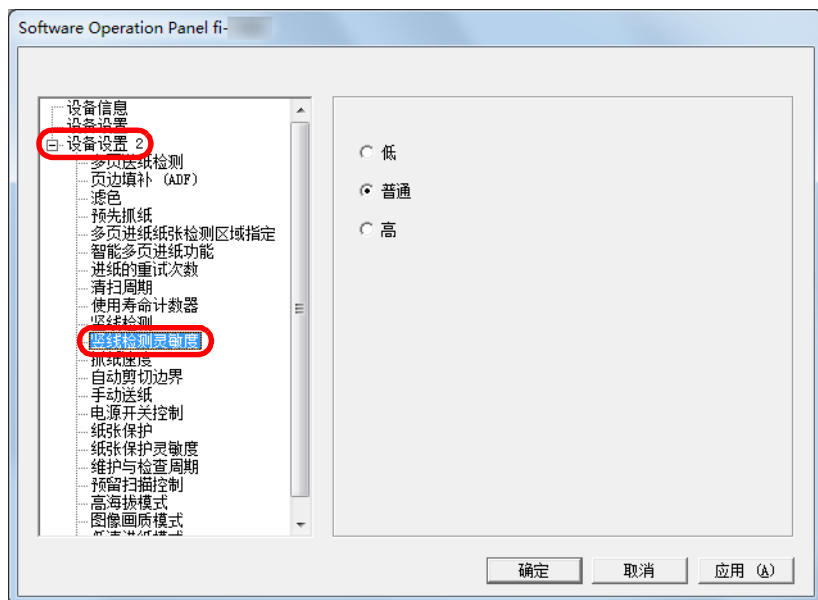 Software Operation Panel fi-
设备信息
设备设置
设备设置 2
多页送纸检测
页边填补 (ADF)
滤色
预先抓纸
多页进纸纸张检测区域指定
智能多页进纸功能
进纸的重试次数
清扫周期
使用寿命计数器
竖线检测
竖线检测灵敏度
抓纸速度
自动剪切边界
手动送纸
电源开关控制
纸张保护
纸张保护灵敏度
维护与检查周期
预留扫描控制
高海拔模式
图像画质模式
低
普通
高
确定
取消
应用 (A)